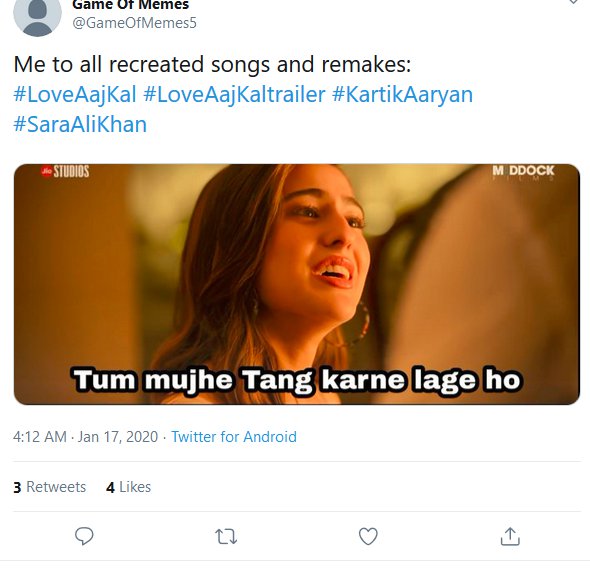 Game Of Memes
@GameOfMemes5
Me to all recreated songs and remakes:
#LoveAajKal #LoveAajKaltrailer #KartikAaryan
#SaraAliKhan
Jio STUDIOS
M DDOCK
FILMS
Tum mujhe Tang karne lage ho
4:12 AM · Jan 17, 2020 · Twitter for Android
3 Retweets 4 Likes